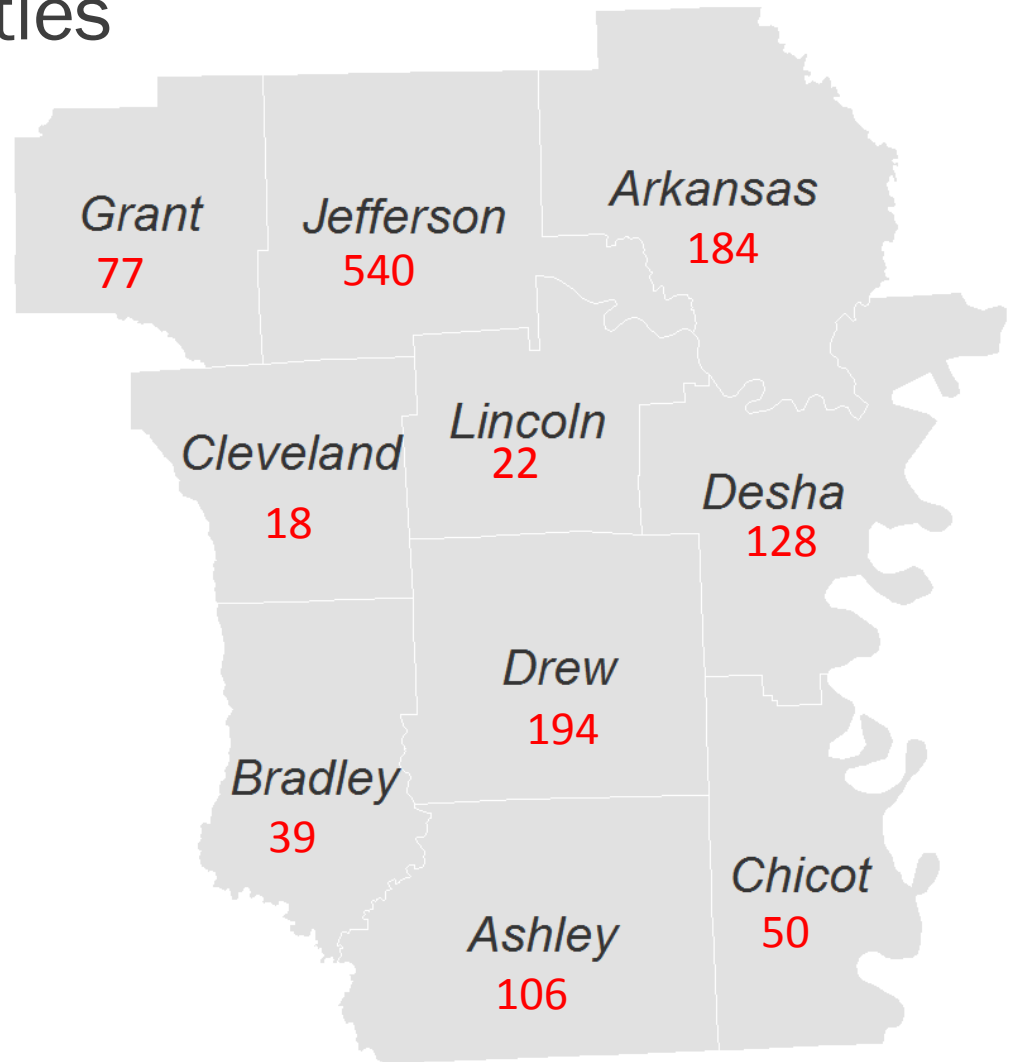 ties
Grant
77
Jefferson
540
Arkansas
184
Cleveland
18
Lincoln
22
Desha
128
Drew
194
Bradley
39
Chicot
50
Ashley
106